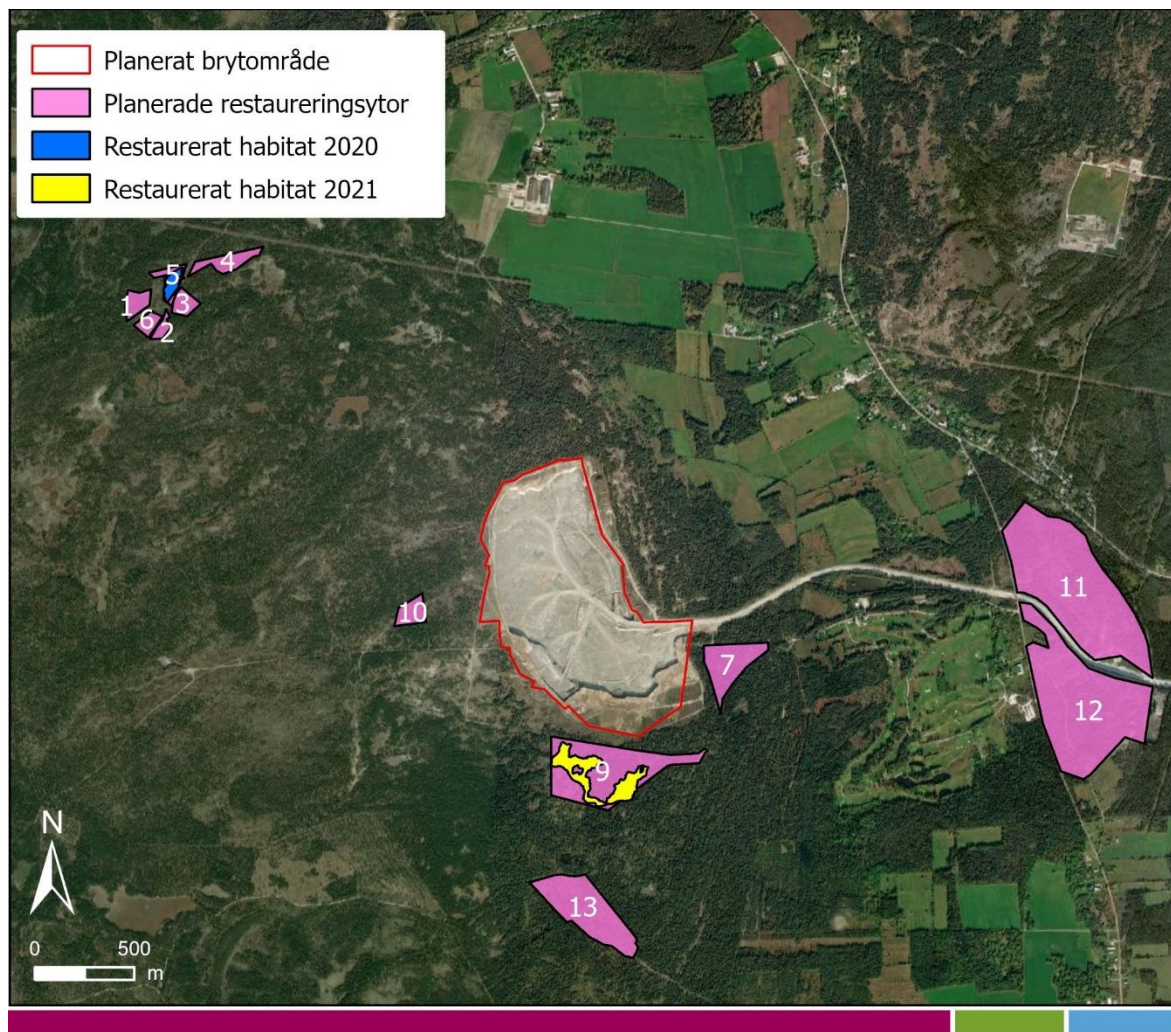 Planerat brytområde
Planerade restaureringsytor
Restaurerat habitat 2020
Restaurerat habitat 2021
4
5
1
3
6
2
11
10
7
12
9
N
13
0
500
m